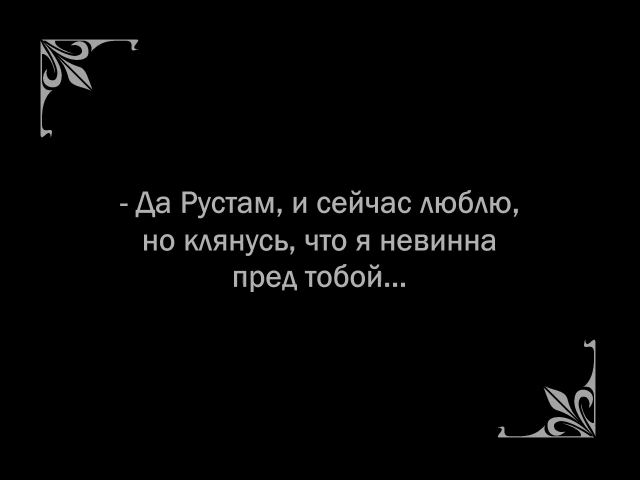 - Да Рустам, и сейчас люблю,
но клянусь, что я невинна
пред тобой...